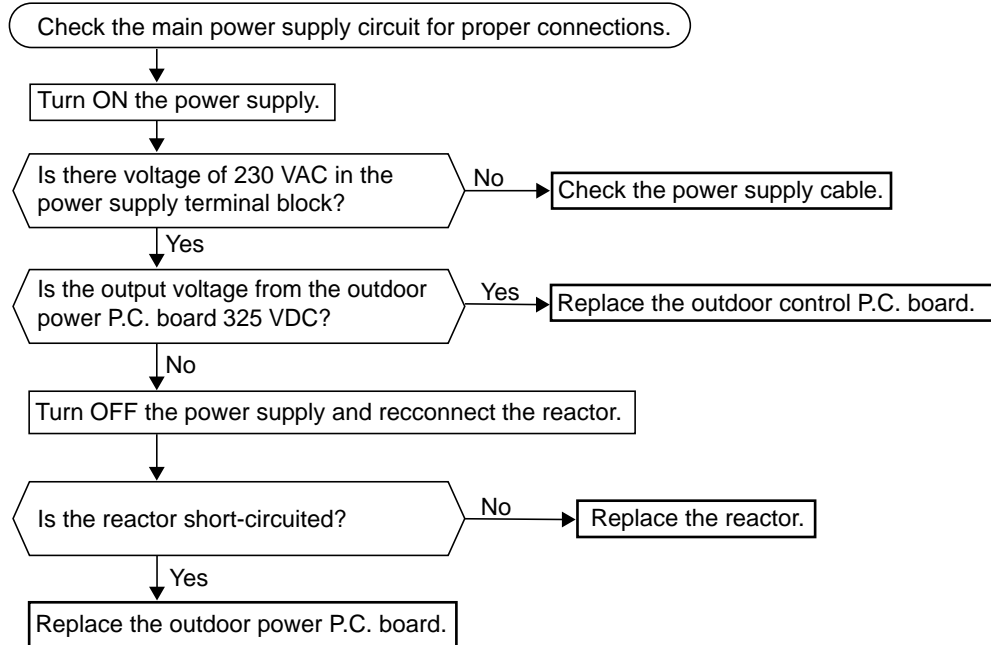 Check the main power supply circuit for proper connections.
Turn ON the power supply.
Is there voltage of 230 VAC in the
power supply terminal block?
No
Check the power supply cable.
Yes
Is the output voltage from the outdoor
power P.C. board 325 VDC?
Yes
Replace the outdoor control P.C. board.
No
Turn OFF the power supply and recconnect the reactor.
Is the reactor short-circuited?
No
Replace the reactor.
Yes
Replace the outdoor power P.C. board.